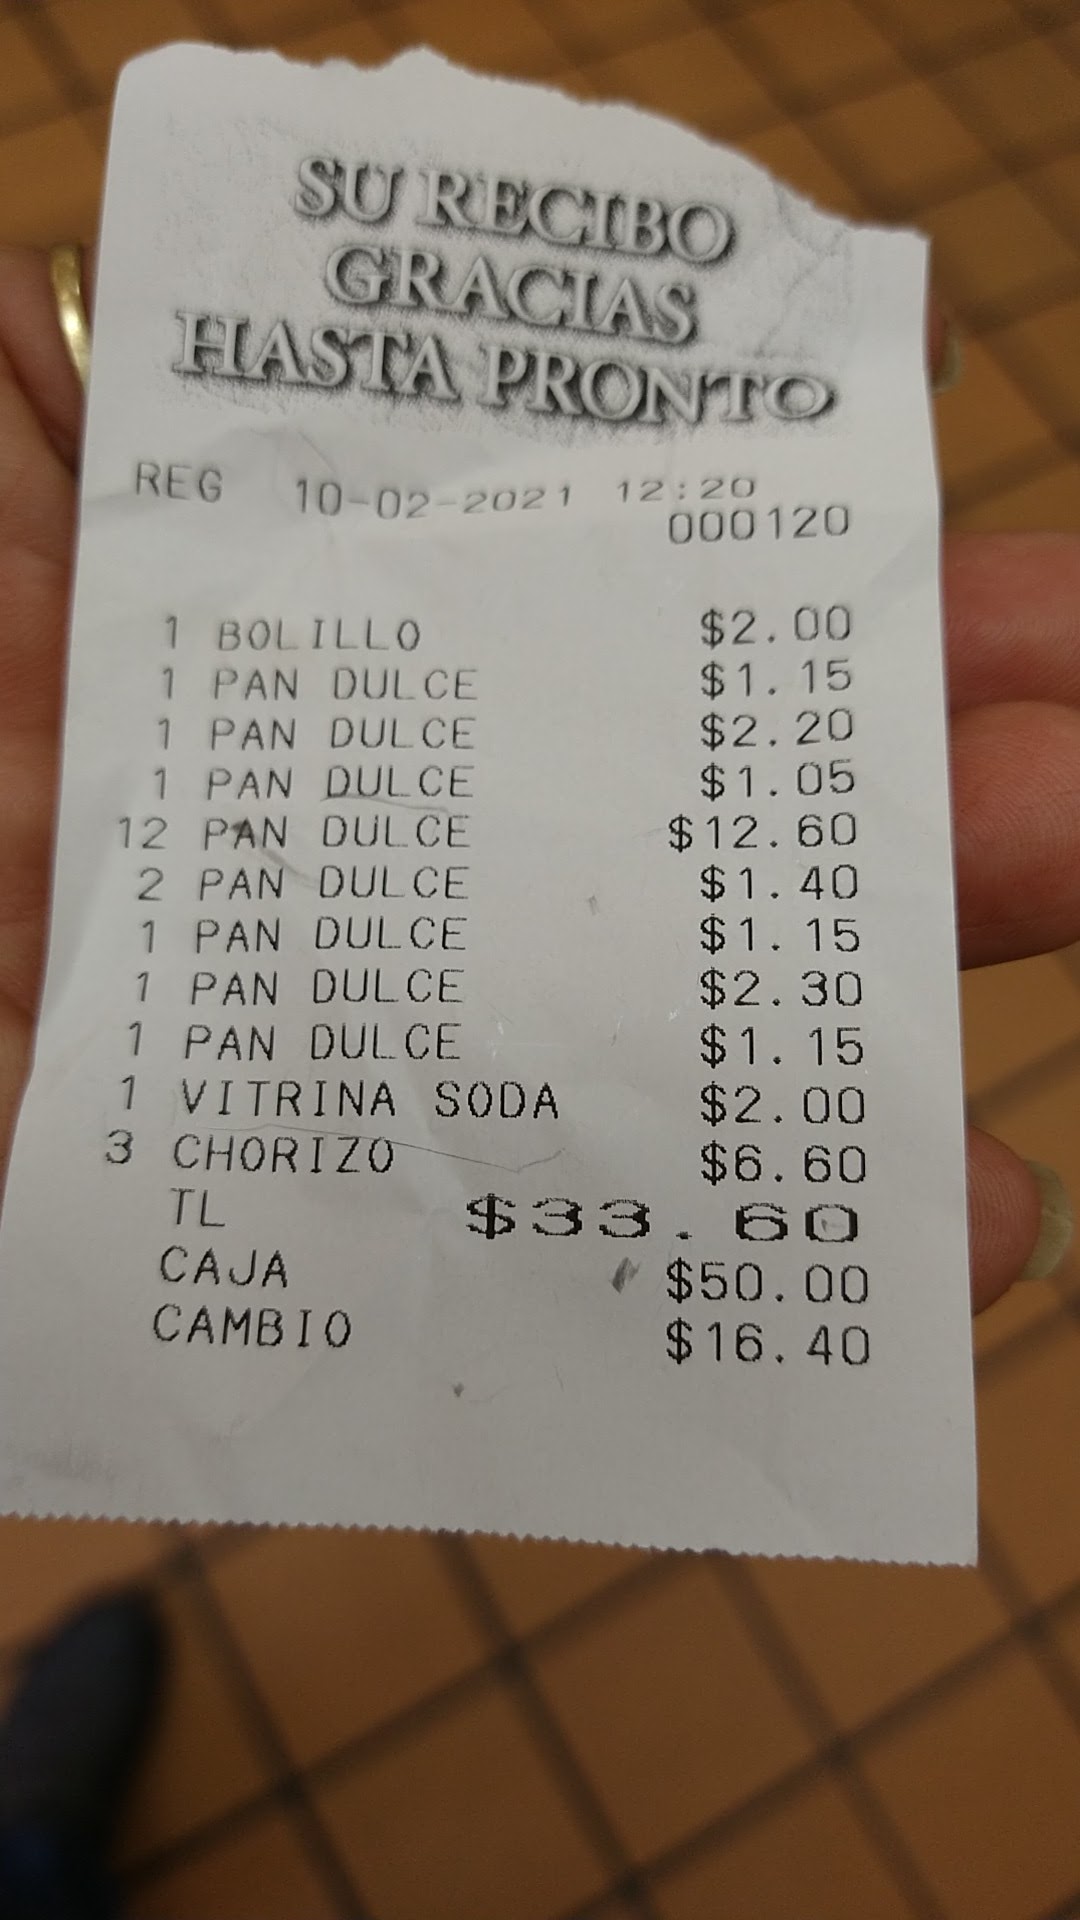 SU RECIBO
GRACIAS
HASTA PRONTO
REG 10-02-2021 12:20
000120
1 BOLILLO $2.00
1 PAN DULCE $1.15
1 PAN DULCE $2.20
1 PAN DULCE $1.05
12 PAN DULCE $12.60
2 PAN DULCE $1.40
1 PAN DULCE $1.15
1 PAN DULCE $2.30
1 PAN DULCE $1.15
1 VITRINA SODA $2.00
3 CHORIZO $6.60
TL $33.60
CAJA $50.00
CAMBIO $16.40